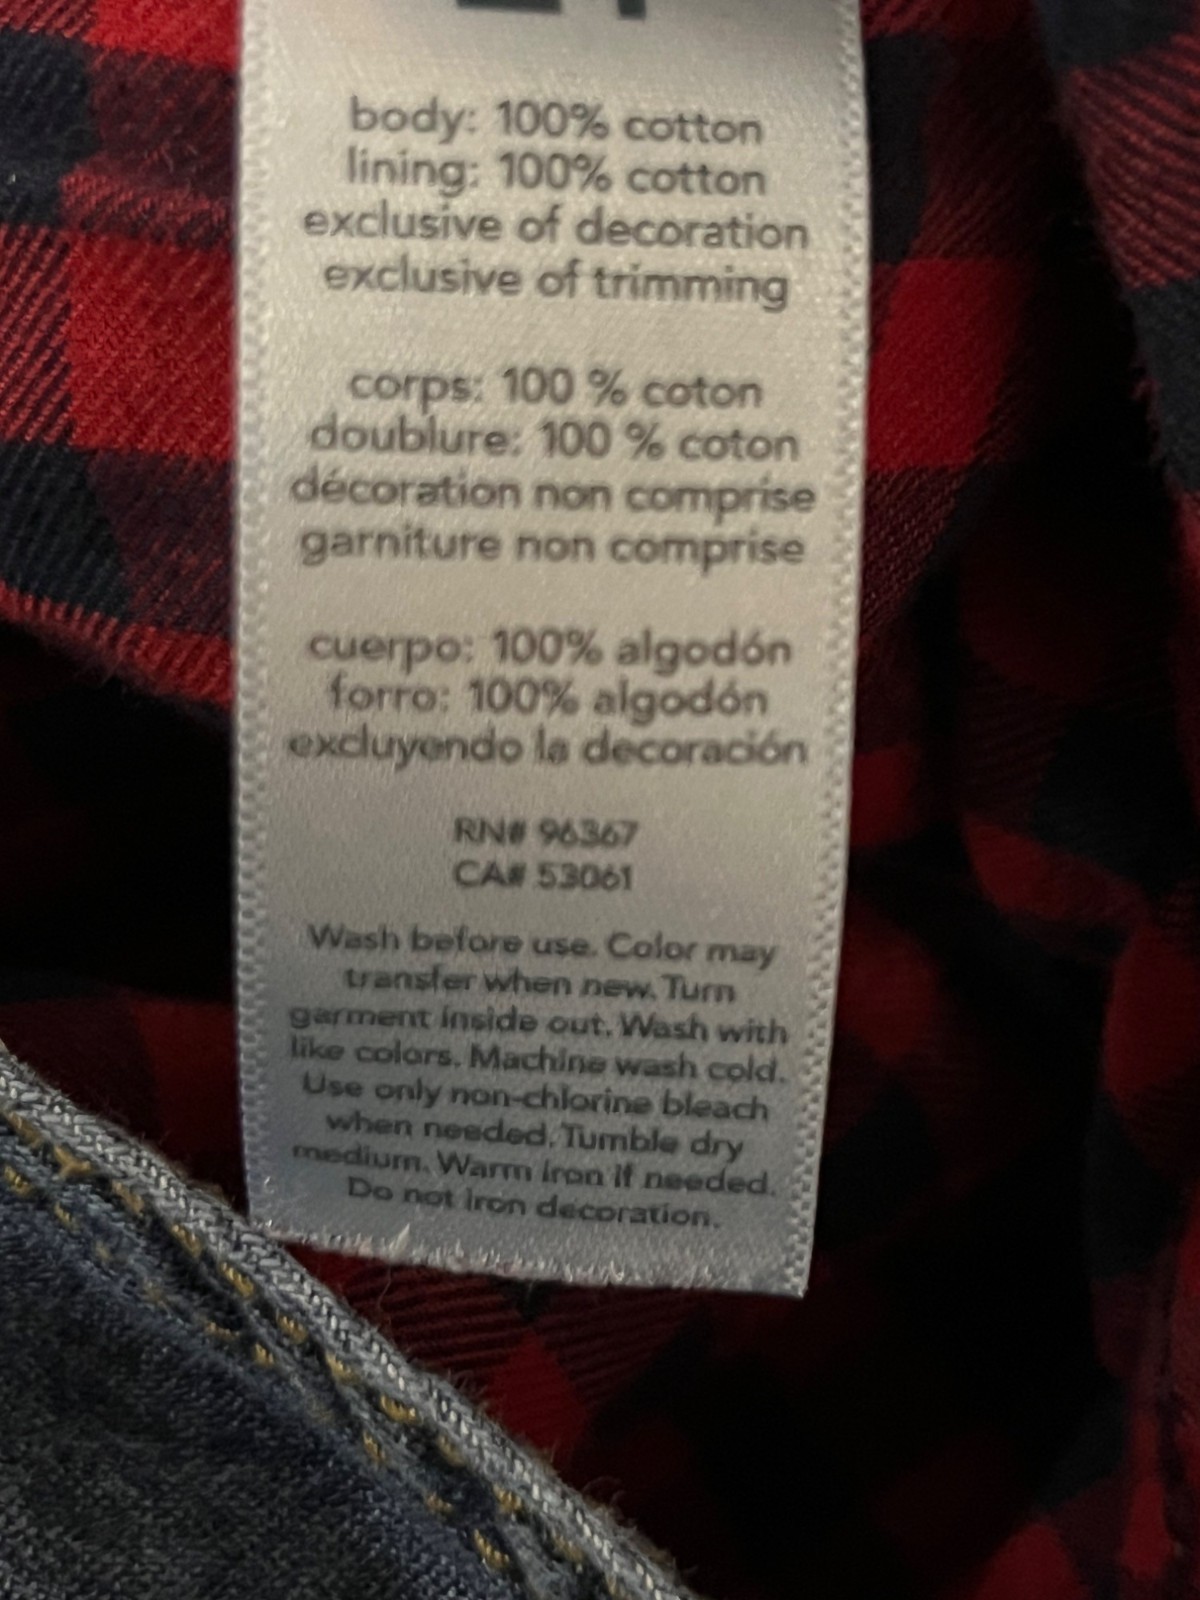 body: 100% cotton
lining: 100% cotton
exclusive of decoration
exclusive of trimming
corps: 100 % coton
doublure: 100 % coton
décoration non comprise
garniture non comprise
cuerpo: 100% algodón
forro: 100% algodón
excluyendo la decoración
RN# 96367
CA# 53061
Wash before use. Color may
transfer when new. Turn
garment inside out. Wash with
like colors. Machine wash cold.
Use only non-chlorine bleach
when needed. Tumble dry
medium. Warm iron if needed.
Do not iron decoration.